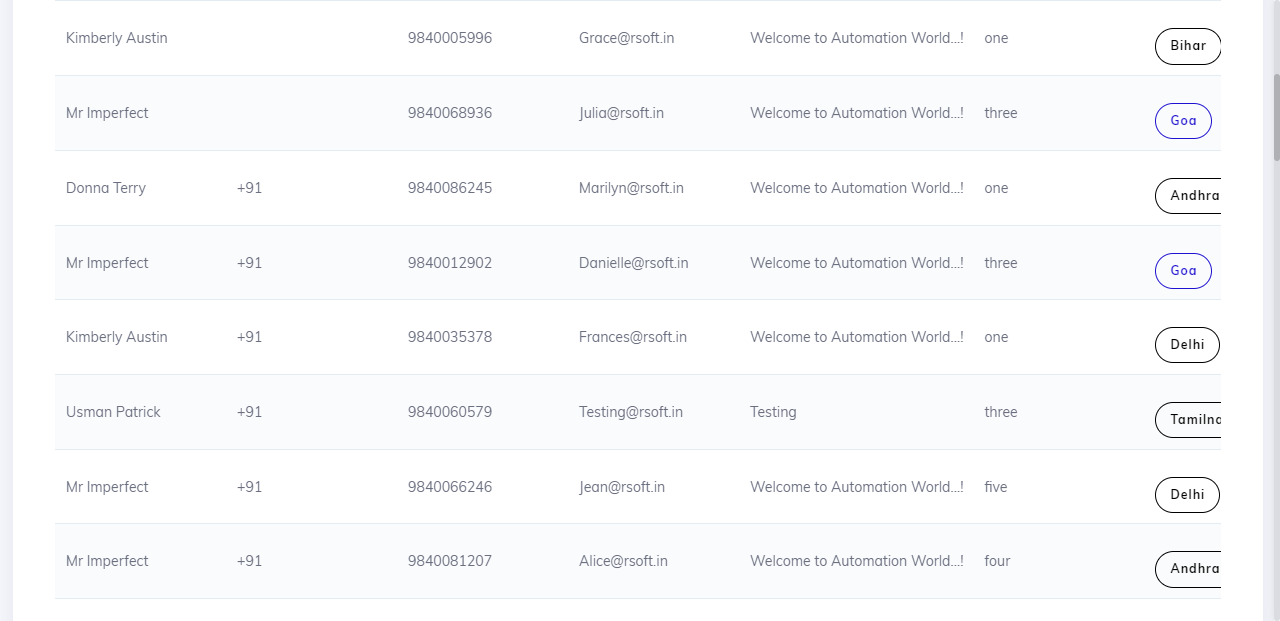 Kimberly Austin 9840005996 Grace@rsoft.in Welcome to Automation World...! one Bihar
Mr Imperfect 9840068936 Julia@rsoft.in Welcome to Automation World...! three Goa
Donna Terry +91 9840086245 Marilyn@rsoft.in Welcome to Automation World...! one Andhra
Mr Imperfect +91 9840012902 Danielle@rsoft.in Welcome to Automation World...! three Goa
Kimberly Austin +91 9840035378 Frances@rsoft.in Welcome to Automation World...! one Delhi
Usman Patrick +91 9840060579 Testing@rsoft.in Testing three
Mr Imperfect +91 9840066246 Jean@rsoft.in Welcome to Automation World...! five Delhi
Mr Imperfect +91 9840081207 Alice@rsoft.in Welcome to Automation World...! four Andhra